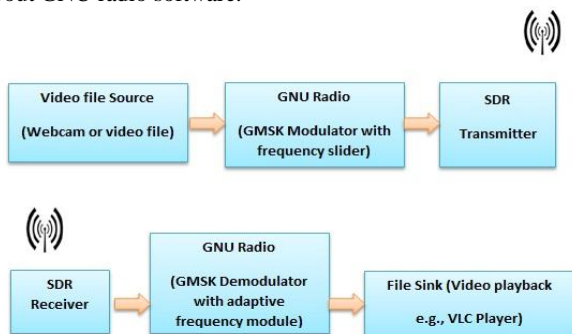 out GNU radio software.
Video file Source
(Webcam or video file)
GNU Radio
(GMSK Modulator with
frequency slider)
SDR
Transmitter
SDR
Receiver
GNU Radio
(GMSK Demodulator
with adaptive
frequency module)
File Sink (Video playback
e.g., VLC Player)